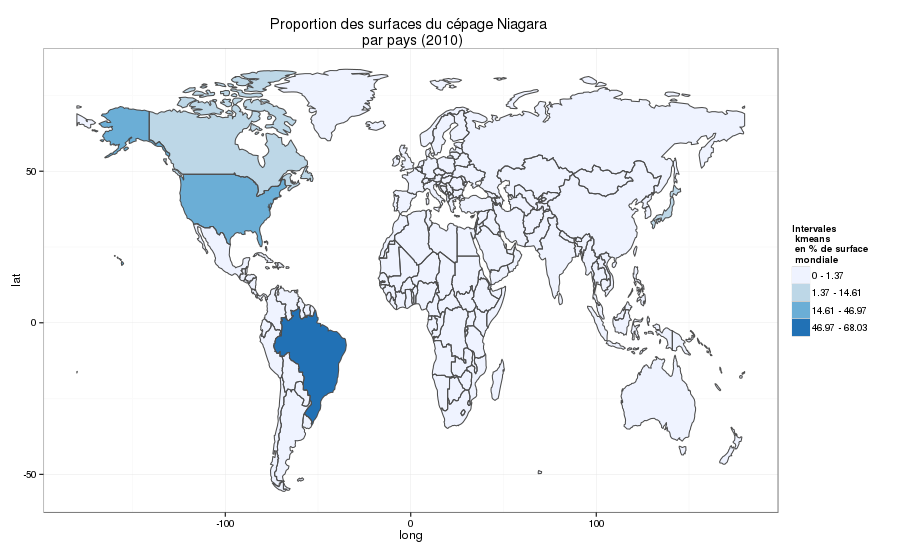 Proportion des surfaces du cépage Niagara
par pays (2010)
50
0
-50
lat
-100
0
100
long
Intervales
kmeans
en % de surface
mondiale
0 - 1.37
1.37 - 14.61
14.61 - 46.97
46.97 - 68.03